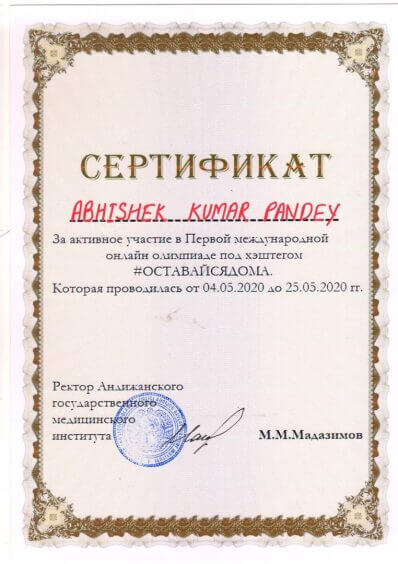 СЕРТИФИКАТ
ABHISHEK KUMAR PANDEY
За активное участие в Первой международной
онлайн олимпиаде под хэштегом
#ОСТАВАЙСЯДОМА.
Которая проводилась от 04.05.2020 до 25.05.2020 гг.
Ректор Андижанского
государственного
медицинского
института
М.М.Мадазимов